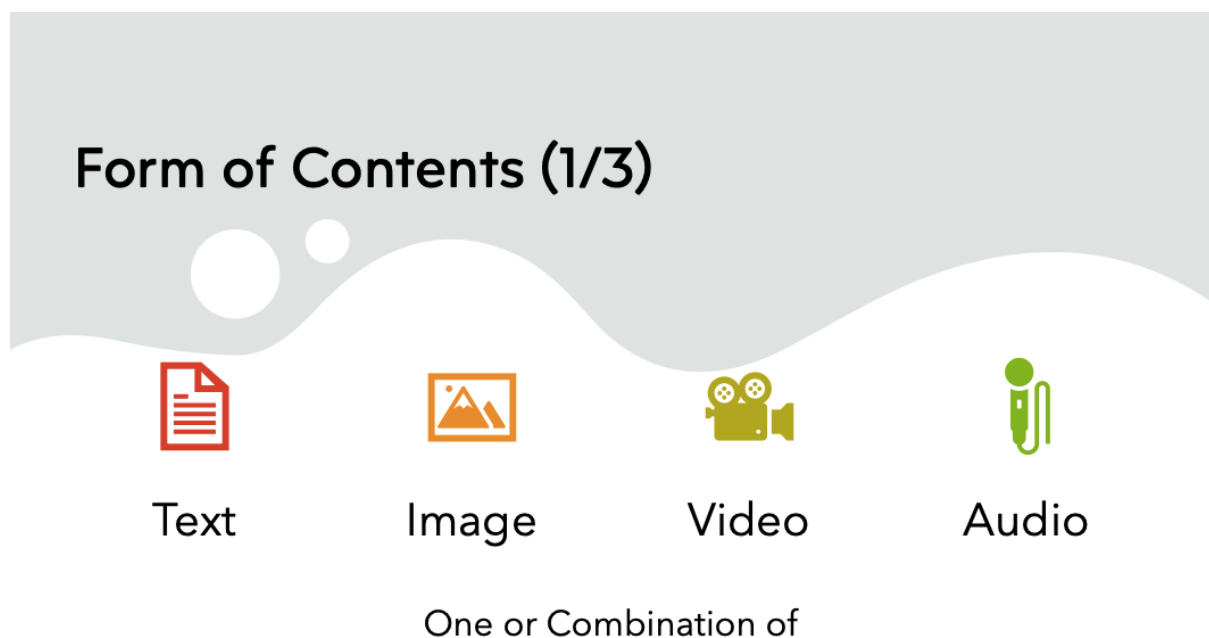 Form of Contents (1/3)
Text
Image
Video
Audio
One or Combination of